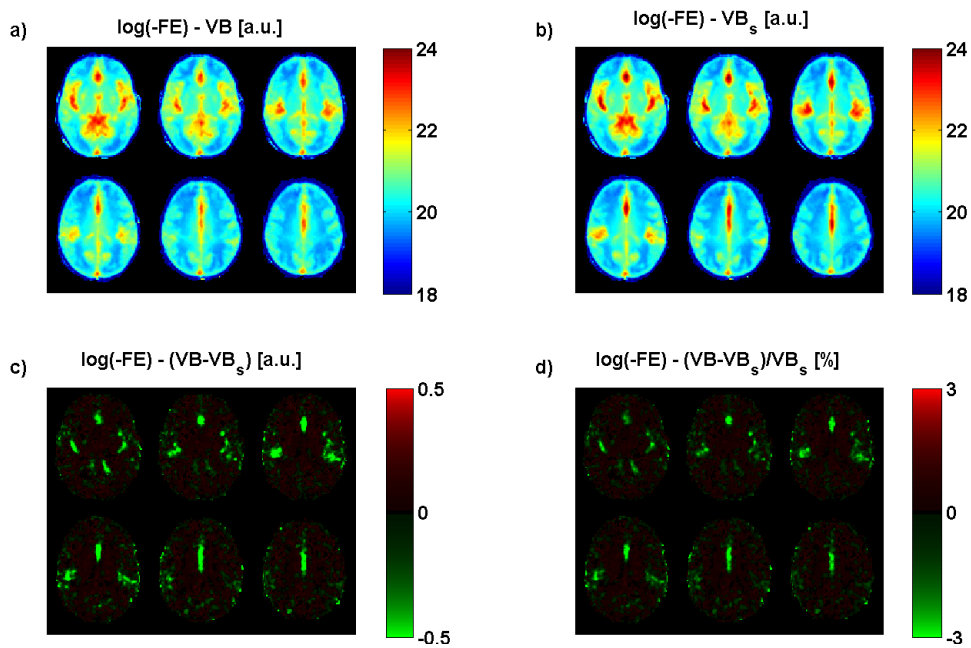 a)
log(-FE) - VB [a.u.]
24
22
20
18
b)
log(-FE) - VBs [a.u.]
24
22
20
18
c)
log(-FE) - (VB-VBs) [a.u.]
0.5
0
-0.5
d)
log(-FE) - (VB-VBs)/VBs [%]
3
0
-3